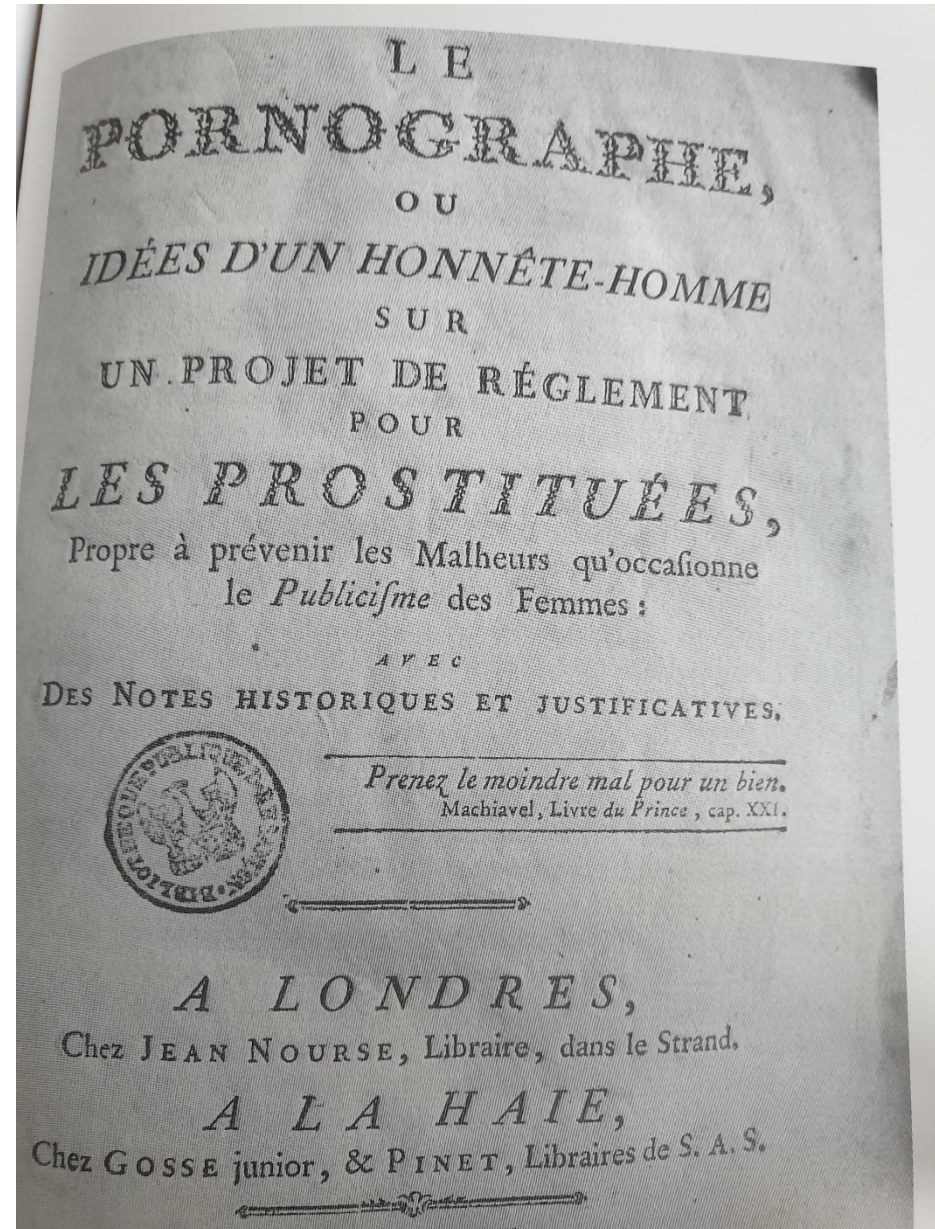 LE
PORNOGRAPHE,
OU
IDÉES D'UN HONNÊTE-HOMME
SUR
UN PROJET DE RÉGLEMENT
POUR
LES PROSTITUÉES,
Propre à prévenir les Malheurs qu'occaſionne
le Publiciſme des Femmes :
AVEC
DES NOTES HISTORIQUES ET JUSTIFICATIVES.
Prenez le moindre mal pour un bien.
Machiavel, Livre du Prince, cap. XXI.
BIBLIOTHEQUE PUBLIQUE
A LONDRES,
Chez JEAN NOURSE, Libraire, dans le Strand.
A LA HAIE,
Chez GOSSE junior, & PINET, Libraires de S. A. S.